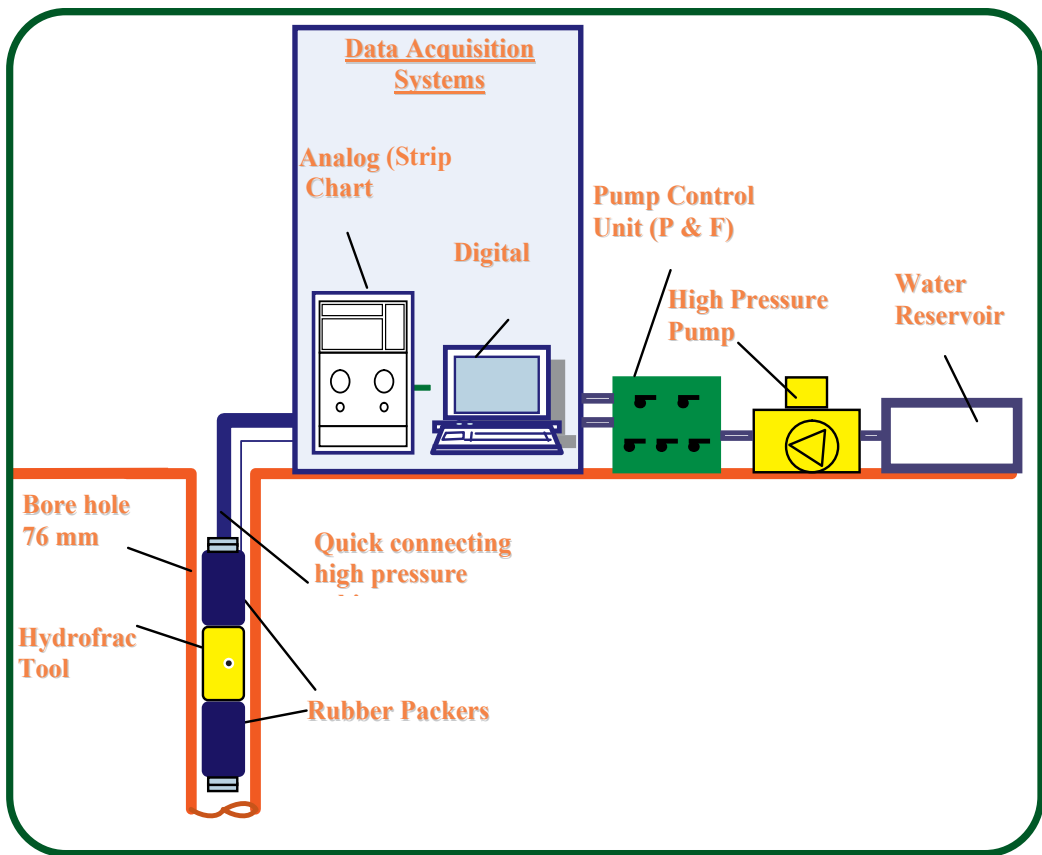 Data Acquisition
Systems
Analog (Strip
Chart
Digital
Pump Control
Unit (P & F)
High Pressure
Pump
Water
Reservoir
Bore hole
76 mm
Quick connecting
high pressure
Hydrofrac
Tool
Rubber Packers